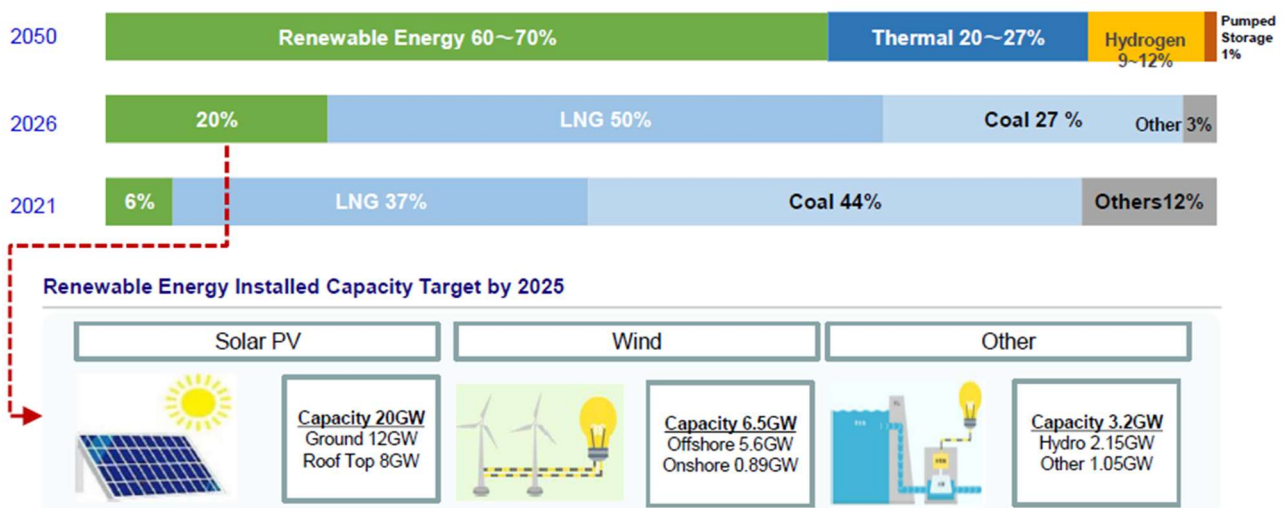 2050
Renewable Energy 60～70%
Thermal 20～27%
Hydrogen
9~12%
Pumped
Storage
1%
2026
20%
LNG 50%
Coal 27 %
Other 3%
2021
6%
LNG 37%
Coal 44%
Others12%
Renewable Energy Installed Capacity Target by 2025
Solar PV
Wind
Other
Capacity 20GW
Ground 12GW
Roof Top 8GW
Capacity 6.5GW
Offshore 5.6GW
Onshore 0.89GW
Capacity 3.2GW
Hydro 2.15GW
Other 1.05GW